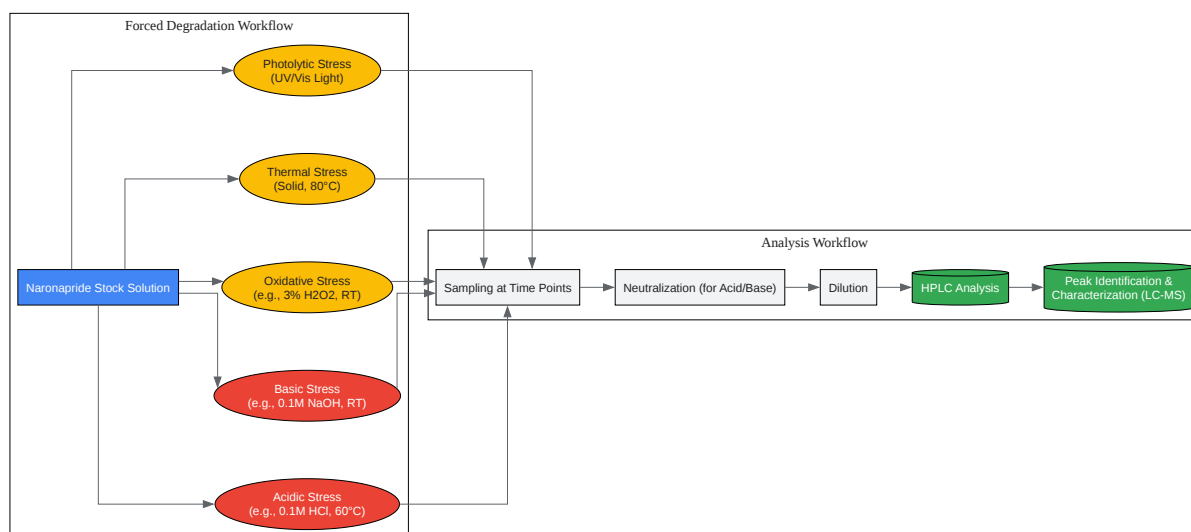 Forced Degradation Workflow
Photolytic Stress
(UV/Vis Light)
Thermal Stress
(Solid, 80°C)
Naronapride Stock Solution
Oxidative Stress
(e.g., 3% H2O2, RT)
Basic Stress
(e.g., 0.1M NaOH, RT)
Acidic Stress
(e.g., 0.1M HCl, 60°C)
Analysis Workflow
Sampling at Time Points
Neutralization (for Acid/Base)
Dilution
HPLC Analysis
Peak Identification &
Characterization (LC-MS)